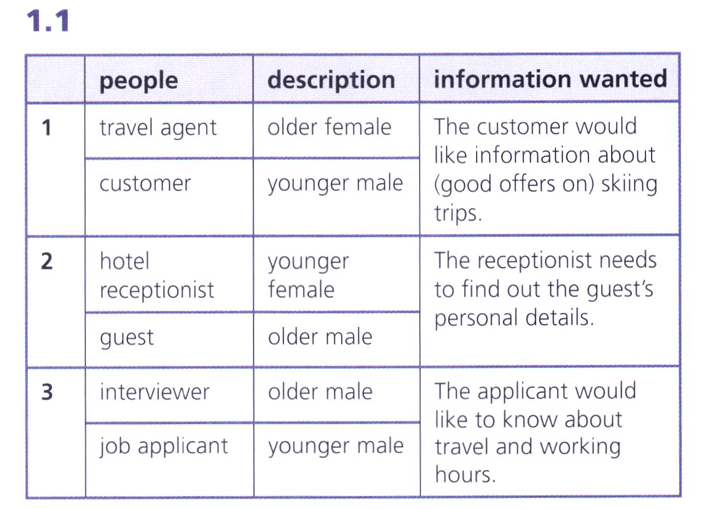 1.1
people description information wanted
1 travel agent older female The customer would
like information about
customer younger male (good offers on) skiing
trips.
2 hotel younger The receptionist needs
receptionist female to find out the guest's
personal details.
guest older male
3 interviewer older male The applicant would
like to know about
job applicant younger male travel and working
hours.